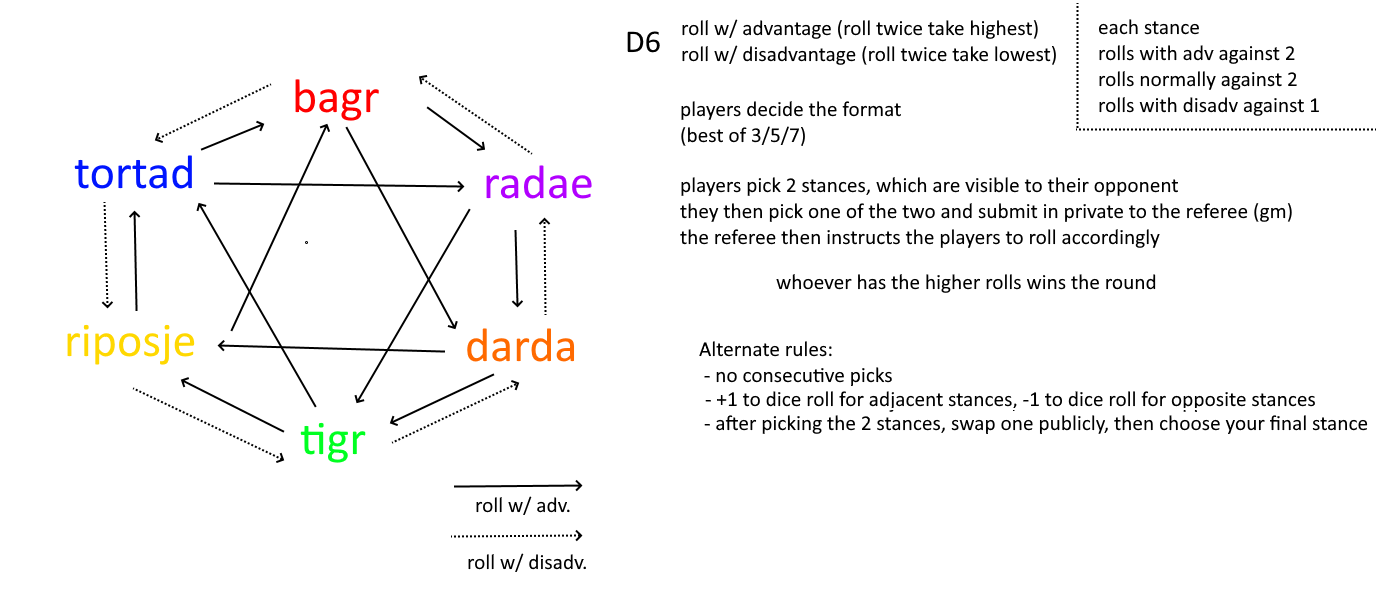 bagr
tortad
radae
riposje
darda
tigr
roll w/ adv.
roll w/ disadv.
D6
roll w/ advantage (roll twice take highest)
roll w/ disadvantage (roll twice take lowest)
each stance
rolls with adv against 2
rolls normally against 2
rolls with disadv against 1
players decide the format
(best of 3/5/7)
players pick 2 stances, which are visible to their opponent
they then pick one of the two and submit in private to the referee (gm)
the referee then instructs the players to roll accordingly
whoever has the higher rolls wins the round
Alternate rules:
- no consecutive picks
- +1 to dice roll for adjacent stances, -1 to dice roll for opposite stances
- after picking the 2 stances, swap one publicly, then choose your final stance